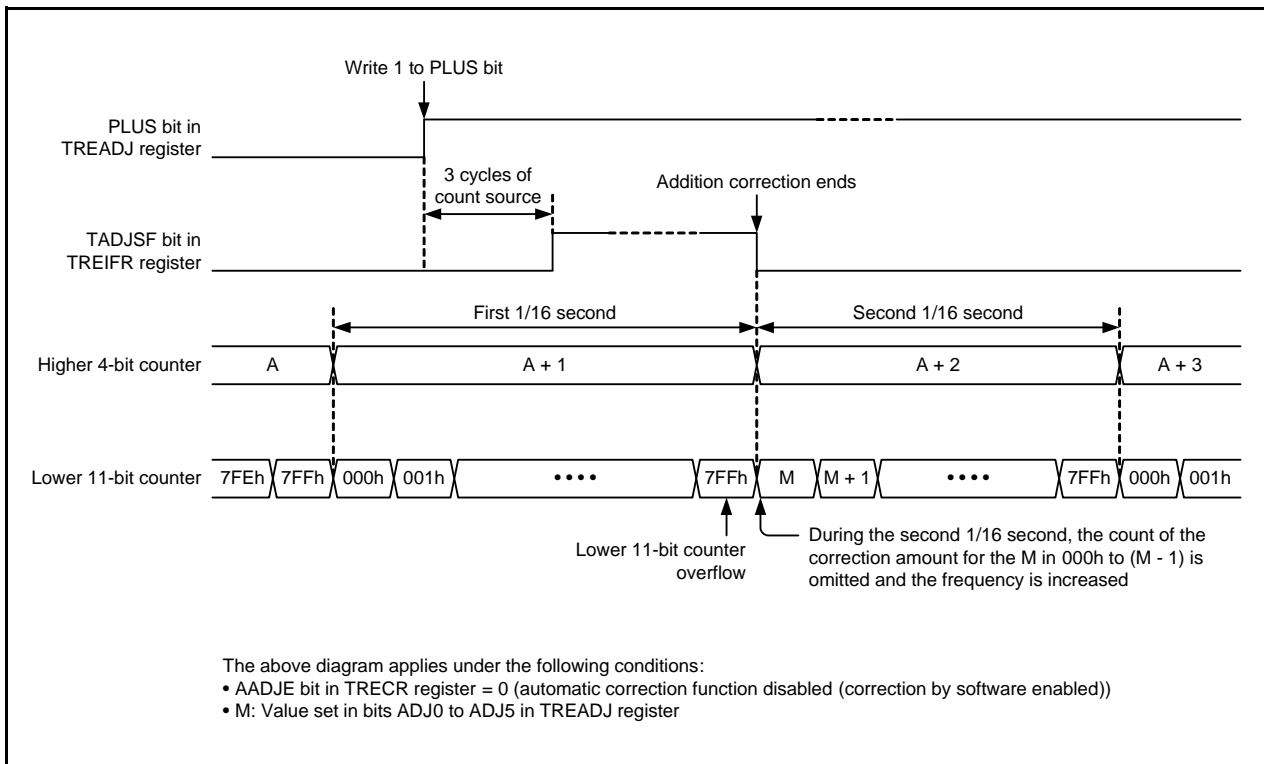 Write 1 to PLUS bit
PLUS bit in
TREADJ register
3 cycles of
count source
Addition correction ends
TADJSF bit in
TREIFR register
First 1/16 second
Second 1/16 second
Higher 4-bit counter
A
A + 1
A + 2
A + 3
Lower 11-bit counter
7FEh
7FFh
000h
001h
• • • •
7FFh
M
M + 1
• • • •
7FFh
000h
001h
Lower 11-bit counter
overflow
During the second 1/16 second, the count of the
correction amount for the M in 000h to (M - 1) is
omitted and the frequency is increased
The above diagram applies under the following conditions:
• AADJE bit in TRECR register = 0 (automatic correction function disabled (correction by software enabled))
• M: Value set in bits ADJ0 to ADJ5 in TREADJ register